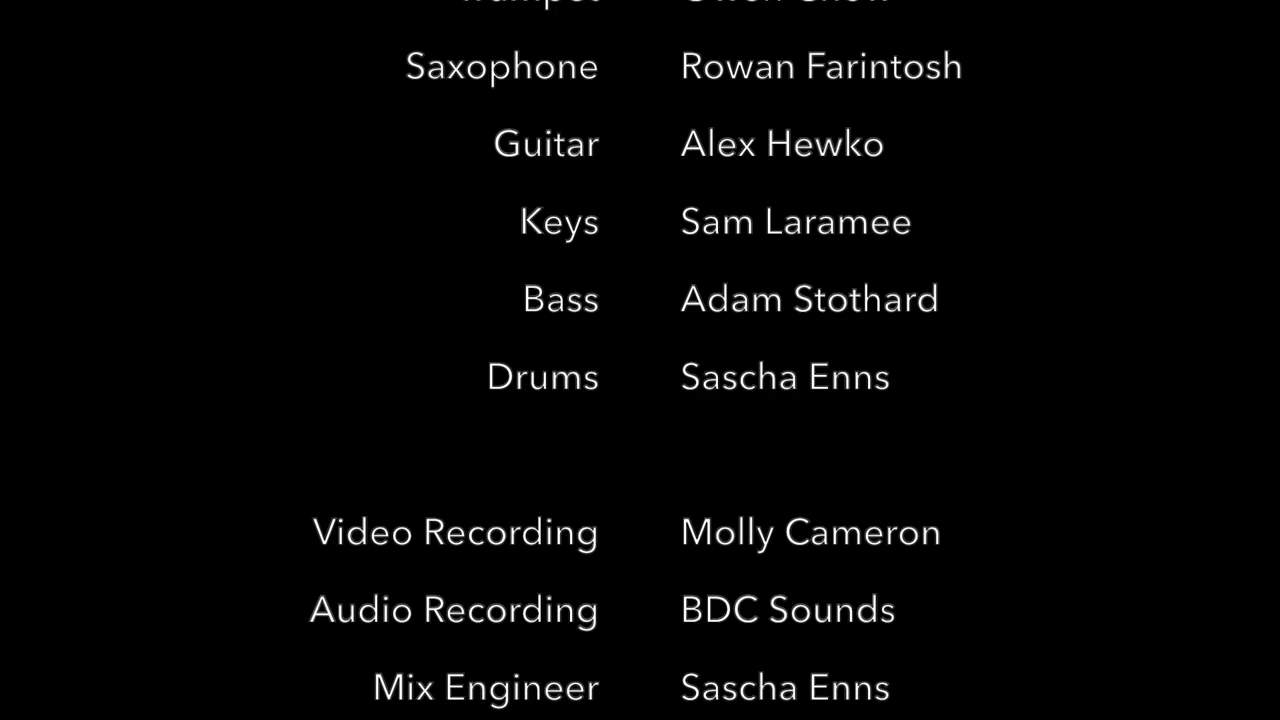 Saxophone Rowan Farintosh
Guitar Alex Hewko
Keys Sam Laramee
Bass Adam Stothard
Drums Sascha Enns
Video Recording Molly Cameron
Audio Recording BDC Sounds
Mix Engineer Sascha Enns